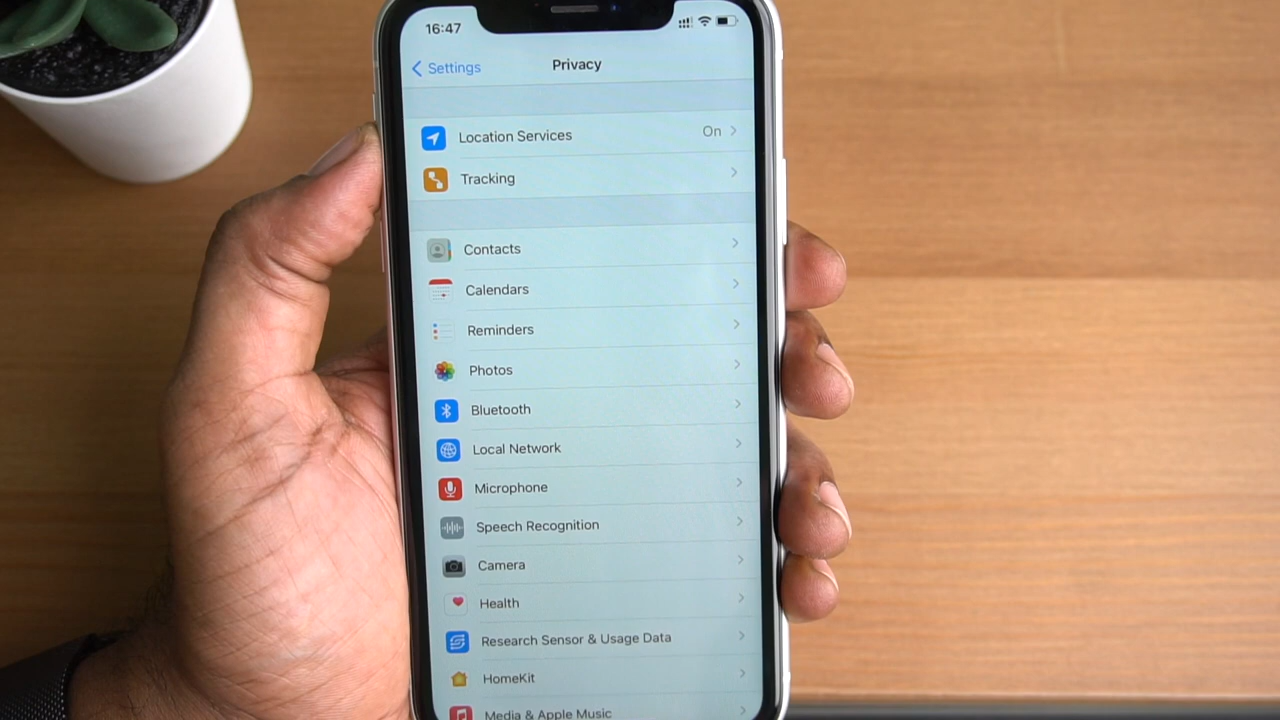 16:47
Settings
Privacy
Location Services On
Tracking
Contacts
Calendars
Reminders
Photos
Bluetooth
Local Network
Microphone
Speech Recognition
Camera
Health
Research Sensor & Usage Data
HomeKit
Media & Apple Music